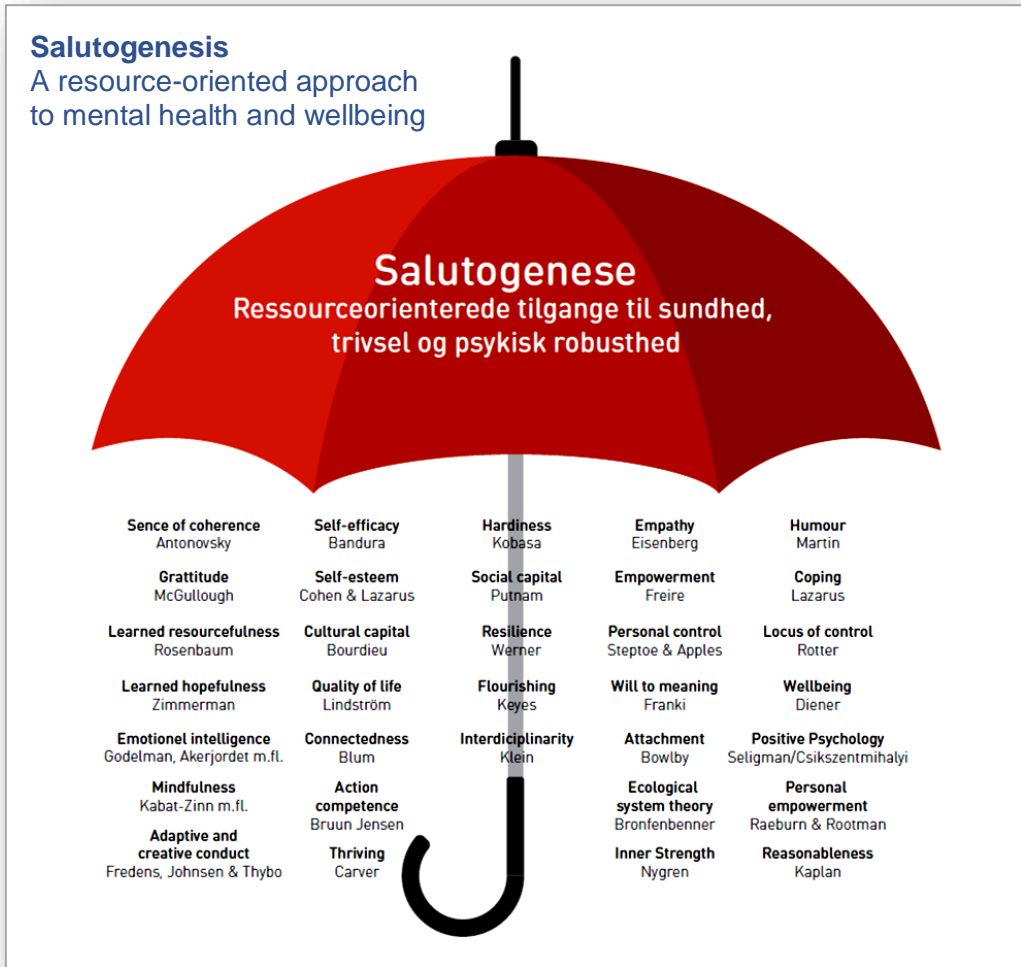 Salutogenesis
A resource-oriented approach
to mental health and wellbeing
Salutogenese
Ressourceorienterede tilgange til sundhed,
trivsel og psykisk robusthed
Sence of coherence
Antonovsky
Self-efficacy
Bandura
Hardiness
Kobasa
Empathy
Eisenberg
Humour
Martin
Grattitude
McGullough
Self-esteem
Cohen & Lazarus
Social capital
Putnam
Empowerment
Freire
Coping
Lazarus
Learned resourcefulness
Rosenbaum
Cultural capital
Bourdieu
Resilience
Werner
Personal control
Steptoe & Apples
Locus of control
Rotter
Learned hopefulness
Zimmerman
Quality of life
Lindström
Flourishing
Keyes
Will to meaning
Franki
Wellbeing
Diener
Emotionel intelligence
Godelman, Akerjordet m.fl.
Connectedness
Blum
Interdiciplinarity
Klein
Attachment
Bowlby
Positive Psychology
Seligman/Csikszentmihalyi
Mindfulness
Kabat-Zinn m.fl.
Action
competence
Bruun Jensen
Ecological
system theory
Bronfenbenner
Personal
empowerment
Raeburn & Rootman
Adaptive and
creative conduct
Fredens, Johnsen & Thybo
Thriving
Carver
Inner Strength
Nygren
Reasonableness
Kaplan